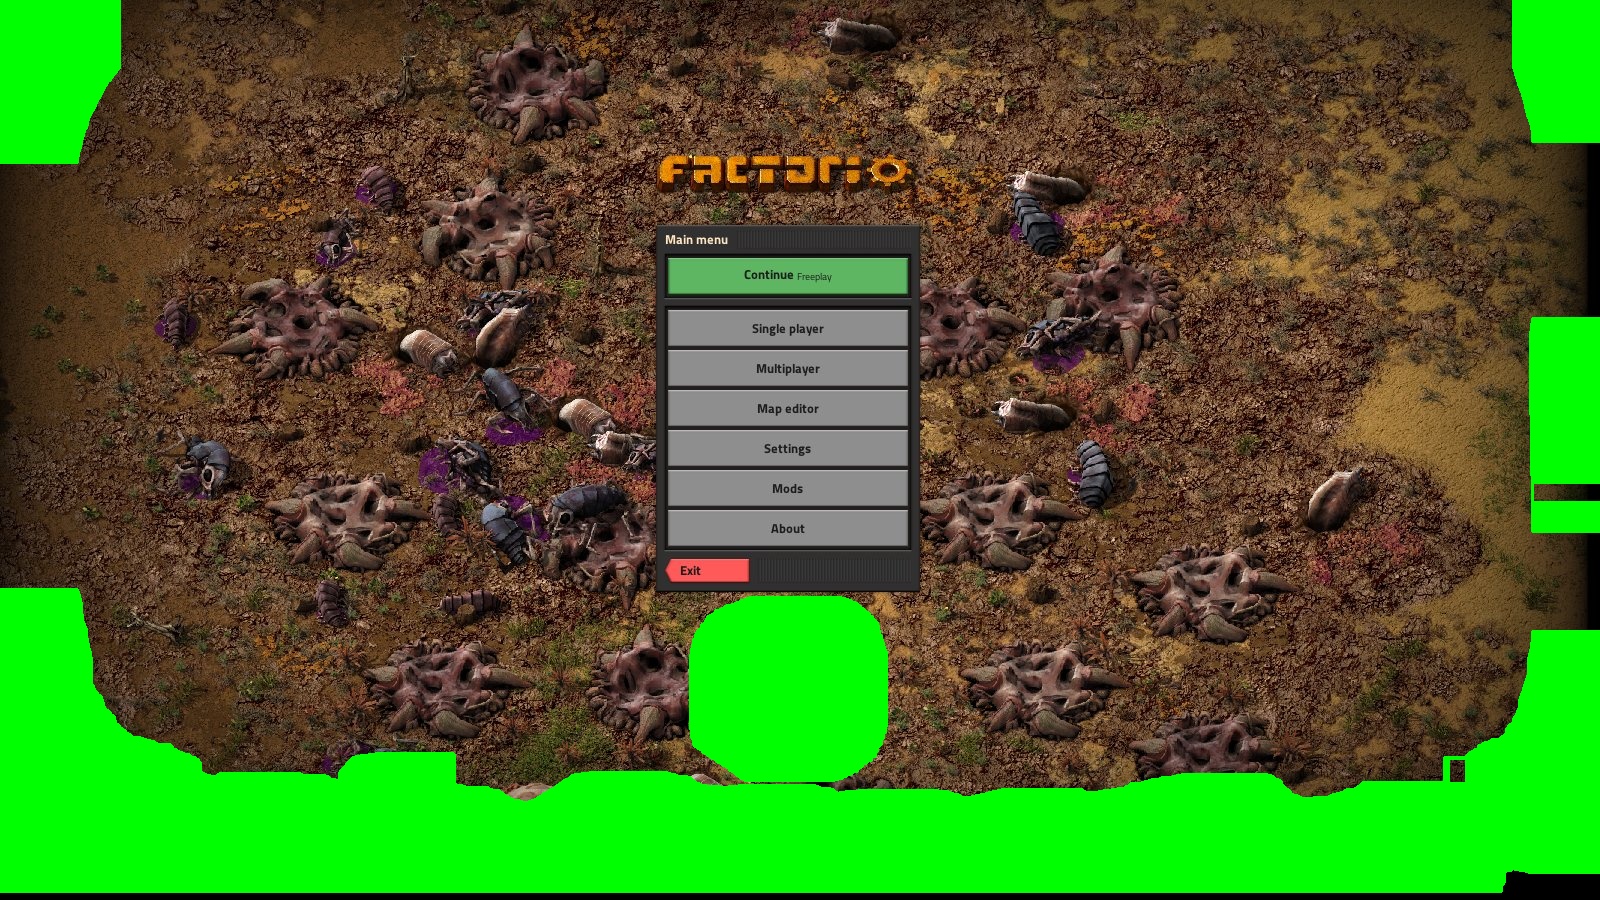 FACTORIO
Main menu
Continue Freeplay
Single player
Multiplayer
Map editor
Settings
Mods
About
Exit